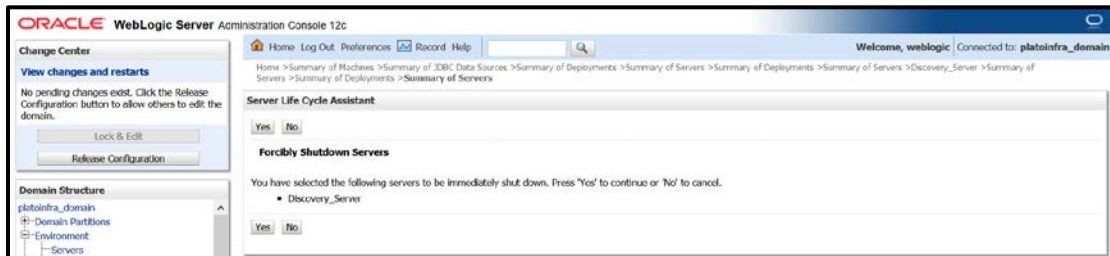 ORACLE WebLogic Server Administration Console 12c
Change Center
View changes and restarts
No pending changes exist. Click the Release
Configuration button to allow others to edit the
domain.
Lock & Edit
Release Configuration
Domain Structure
platoinfra_domain
Domain Partitions
Environment
Servers
Home Log Out Preferences Record Help
Welcome, weblogic Connected to: platoinfra_domain
Home >Summary of Machines >Summary of JDBC Data Sources >Summary of Deployments >Summary of Servers >Summary of Deployments >Summary of Servers >Discovery_Server >Summary of
Servers >Summary of Deployments >Summary of Servers
Server Life Cycle Assistant
Yes No
Forcibly Shutdown Servers
You have selected the following servers to be immediately shut down. Press 'Yes' to continue or 'No' to cancel.
• Discovery_Server
Yes No